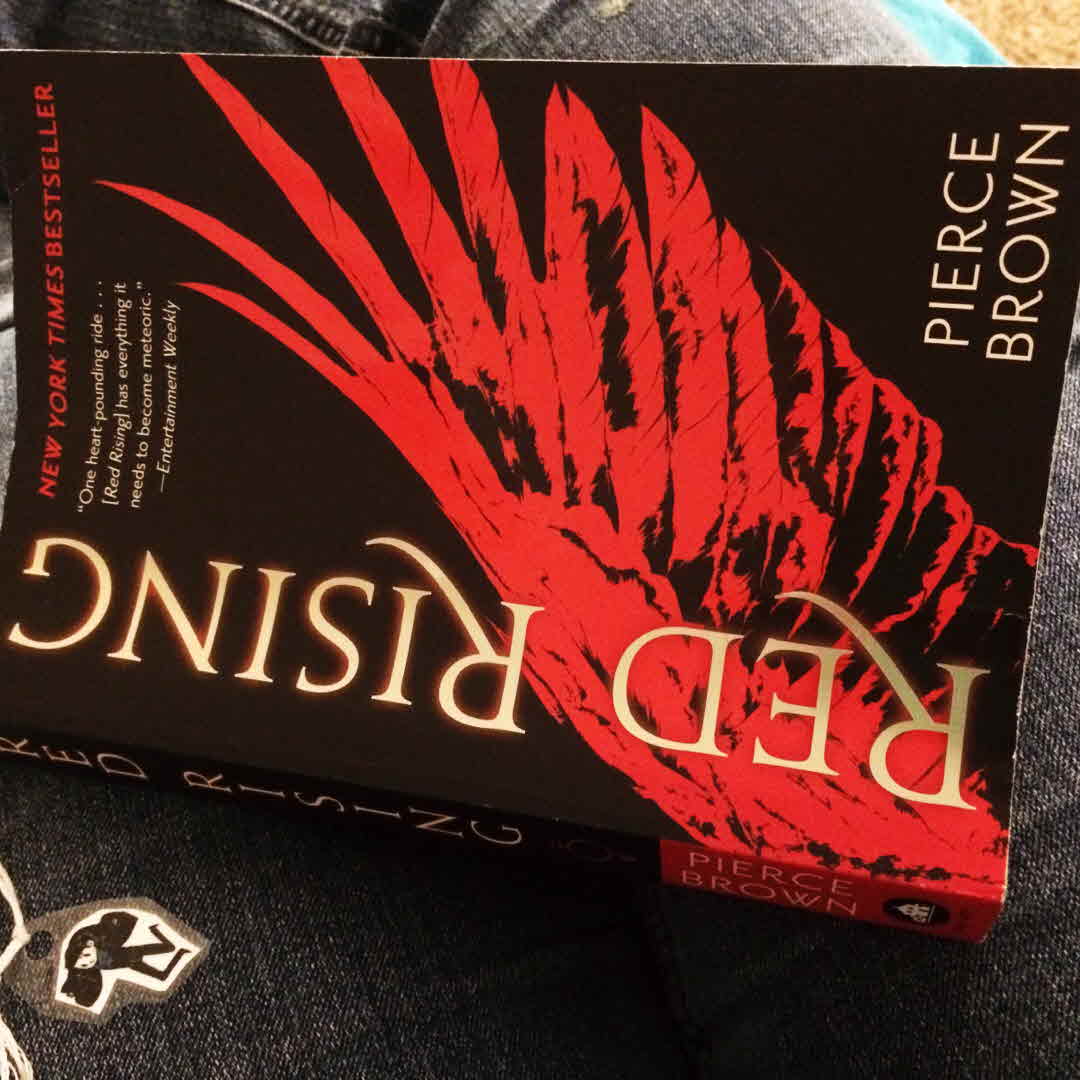 NEW YORK TIMES BESTSELLER
"One heart-pounding ride . . .
[Red Rising] has everything it
needs to become meteoric."
—Entertainment Weekly
PIERCE
BROWN
RED RISING
RED RISING
PIERCE
BROWN